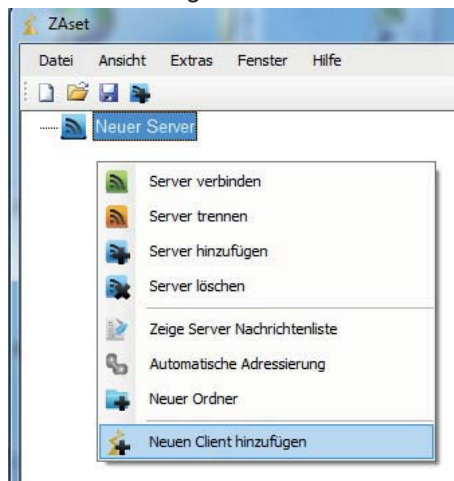 ZAset
Datei Ansicht Extras Fenster Hilfe
Neuer Server
Server verbinden
Server trennen
Server hinzufügen
Server löschen
Zeige Server Nachrichtenliste
Automatische Adressierung
Neuer Ordner
Neuen Client hinzufügen